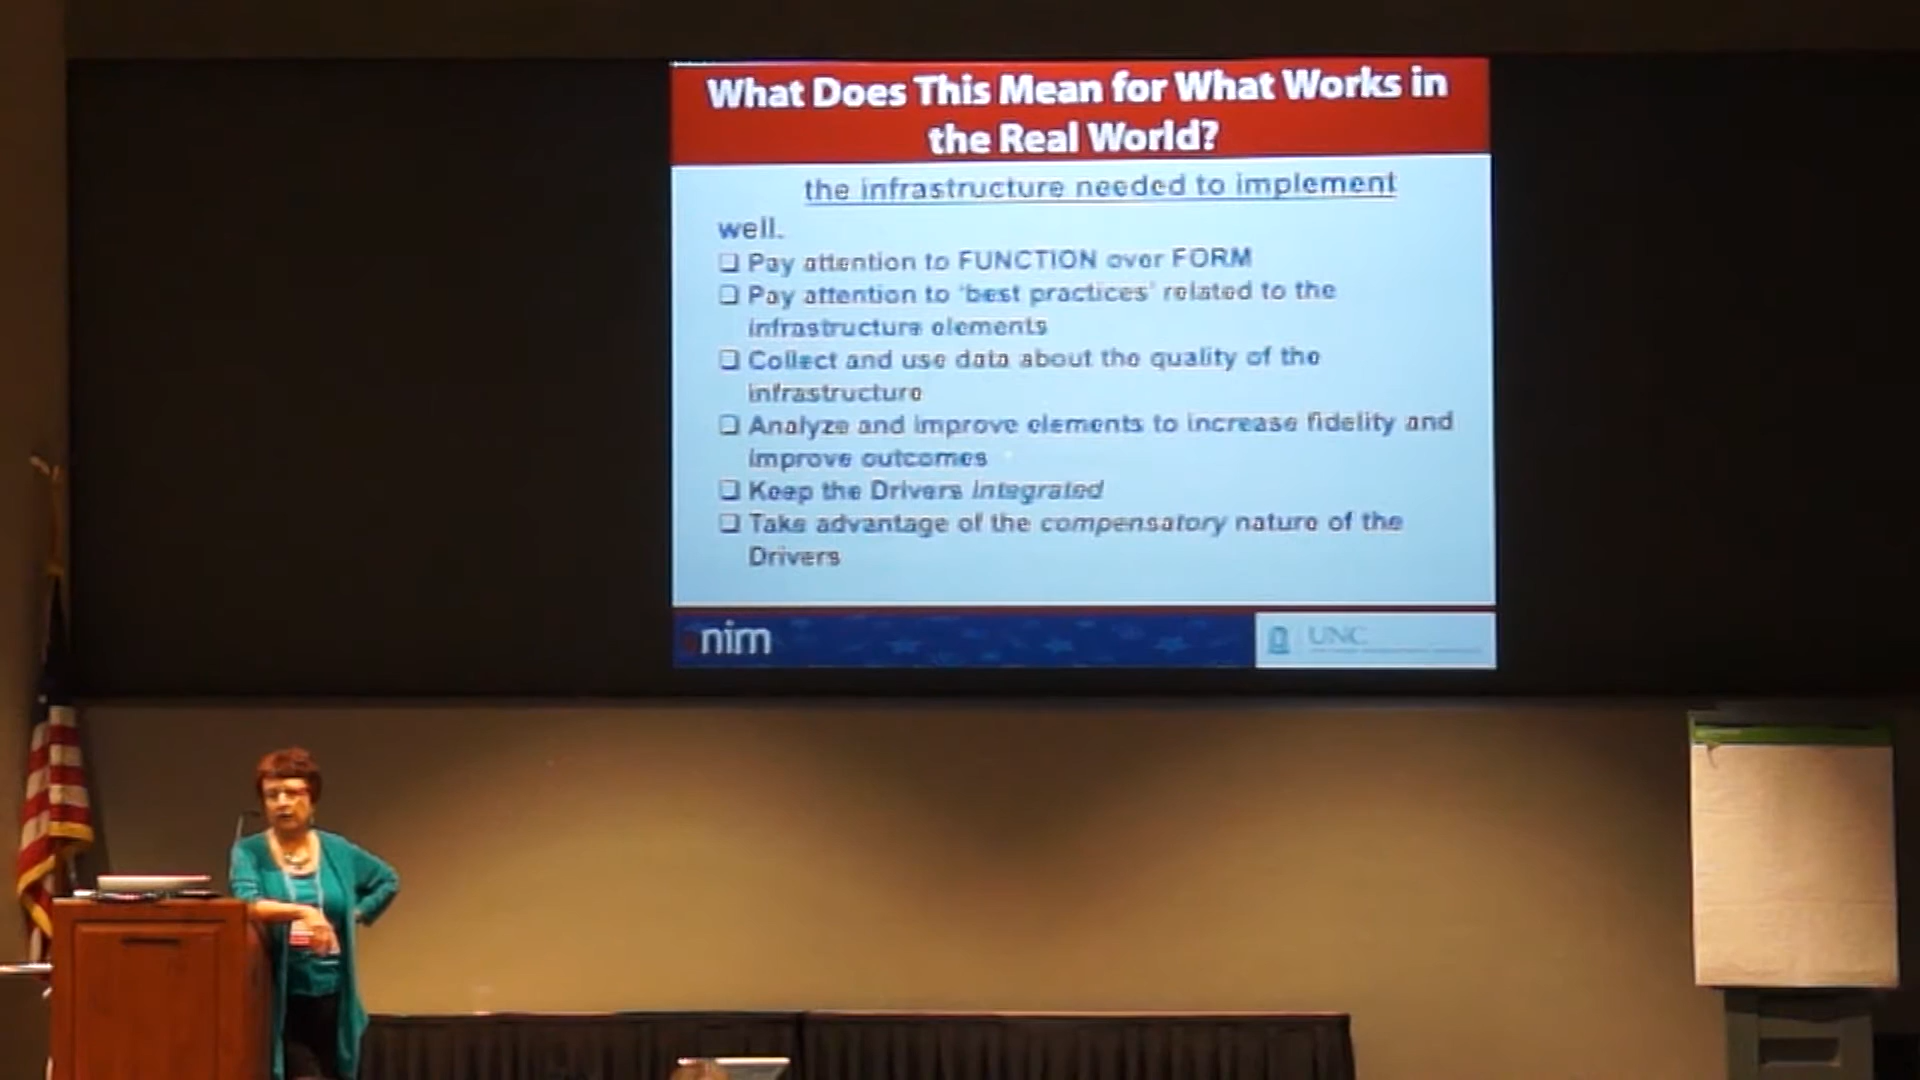 What Does This Mean for What Works in
the Real World?
the infrastructure needed to implement
well.
❑ Pay attention to FUNCTION over FORM
❑ Pay attention to 'best practices' related to the
infrastructure elements
❑ Collect and use data about the quality of the
infrastructure
❑ Analyze and improve elements to increase fidelity and
improve outcomes
❑ Keep the Drivers integrated
❑ Take advantage of the compensatory nature of the
Drivers
nim
UNC